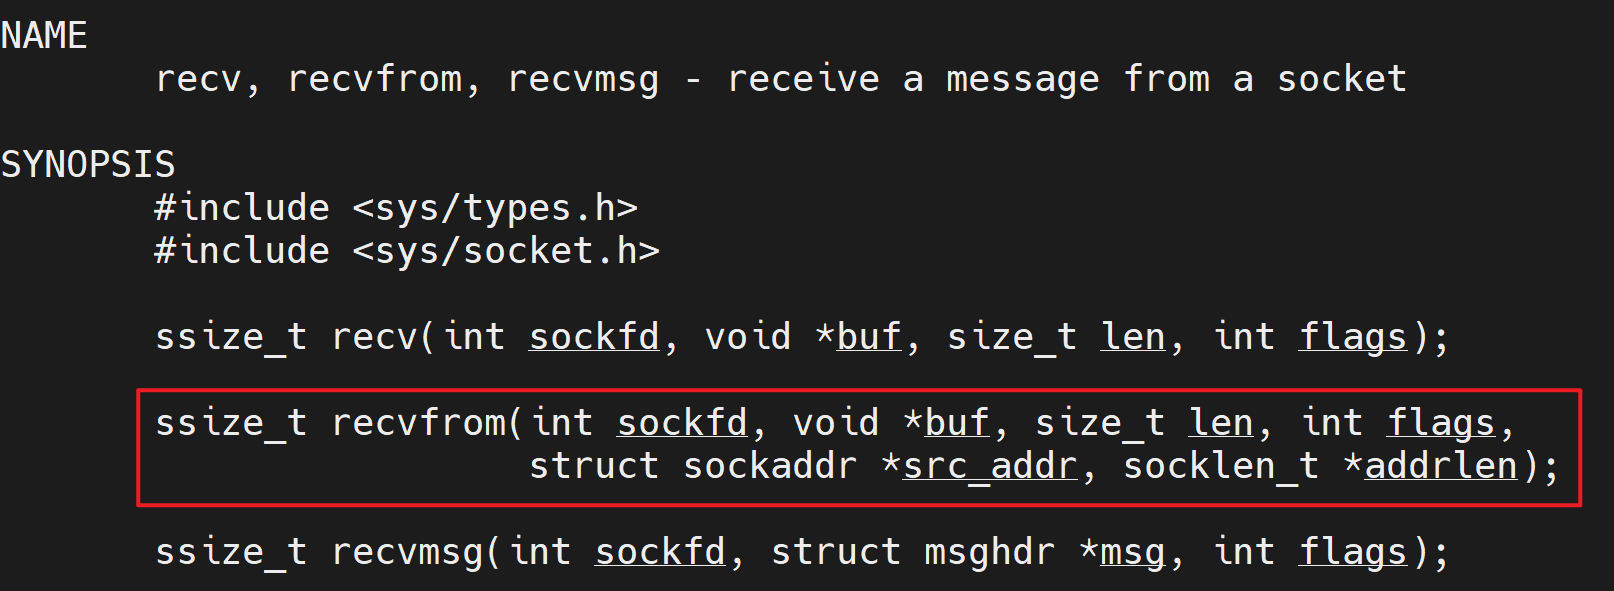 NAME
recv, recvfrom, recvmsg - receive a message from a socket
SYNOPSIS
#include <sys/types.h>
#include <sys/socket.h>
ssize_t recv(int sockfd, void *buf, size_t len, int flags);
ssize_t recvfrom(int sockfd, void *buf, size_t len, int flags,
struct sockaddr *src_addr, socklen_t *addrlen);
ssize_t recvmsg(int sockfd, struct msghdr *msg, int flags);